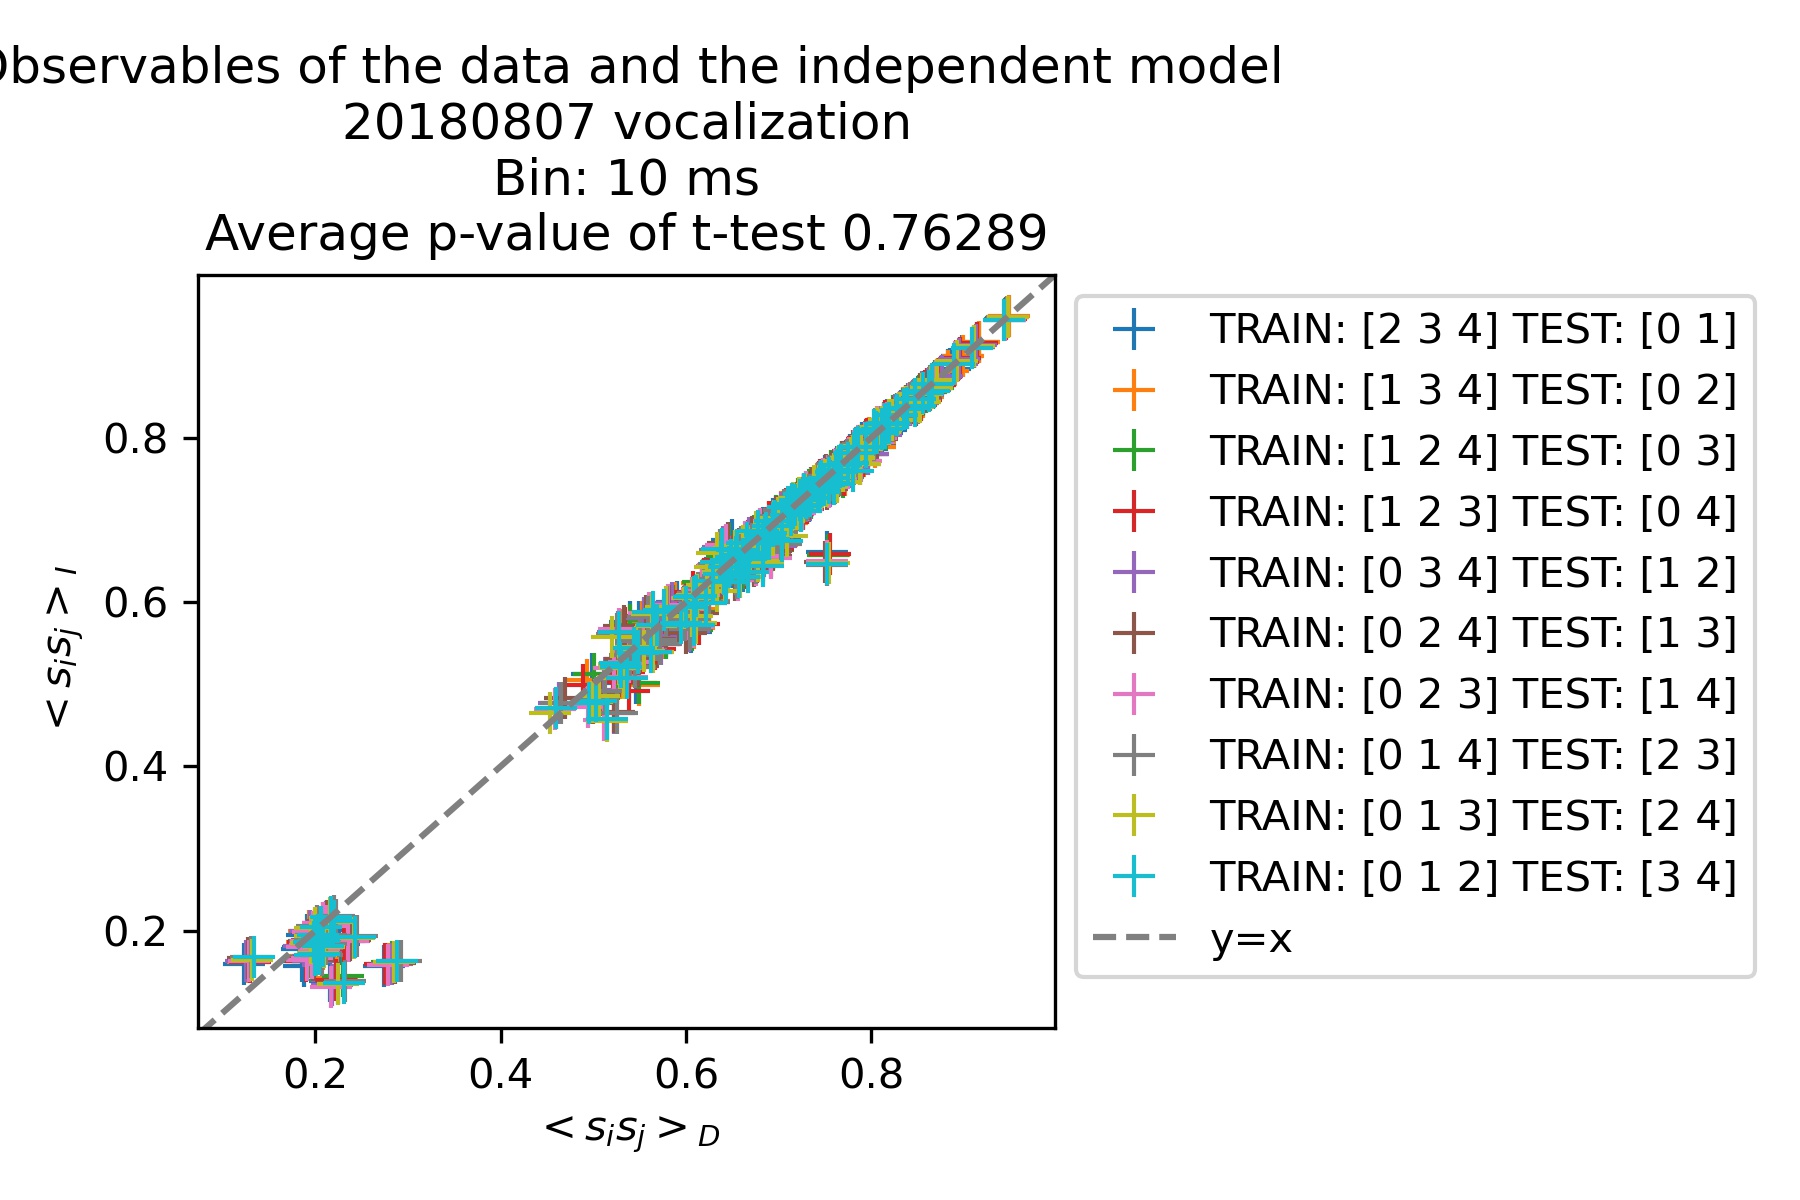 Observables of the data and the independent model
20180807 vocalization
Bin: 10 ms
Average p-value of t-test 0.76289
0.8
0.6
0.4
0.2
< s_i s_j >_I
0.2 0.4 0.6 0.8
< s_i s_j >_D
TRAIN: [2 3 4] TEST: [0 1]
TRAIN: [1 3 4] TEST: [0 2]
TRAIN: [1 2 4] TEST: [0 3]
TRAIN: [1 2 3] TEST: [0 4]
TRAIN: [0 3 4] TEST: [1 2]
TRAIN: [0 2 4] TEST: [1 3]
TRAIN: [0 2 3] TEST: [1 4]
TRAIN: [0 1 4] TEST: [2 3]
TRAIN: [0 1 3] TEST: [2 4]
TRAIN: [0 1 2] TEST: [3 4]
y=x